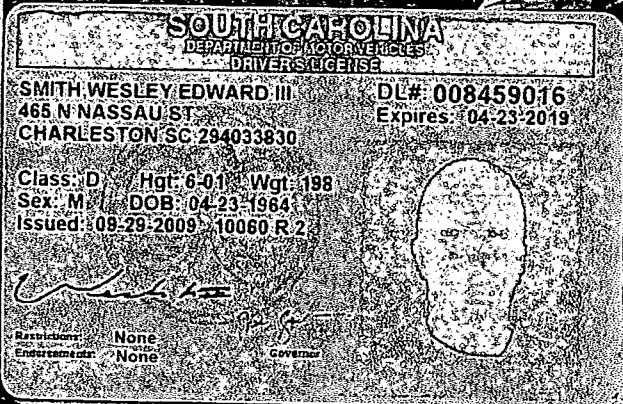 SOUTH CAROLINA
DEPARTMENT OF MOTOR VEHICLES
DRIVER'S LICENSE
SMITH WESLEY EDWARD III
465 N NASSAU ST
CHARLESTON SC 294033830
DL#: 008459016
Expires: 04-23-2019
Class: D Hgt: 6-01 Wgt: 198
Sex: M DOB: 04-23-1964
Issued: 09-29-2009 10060 R 2
Restrictions: None
Endorsements: None
Governor